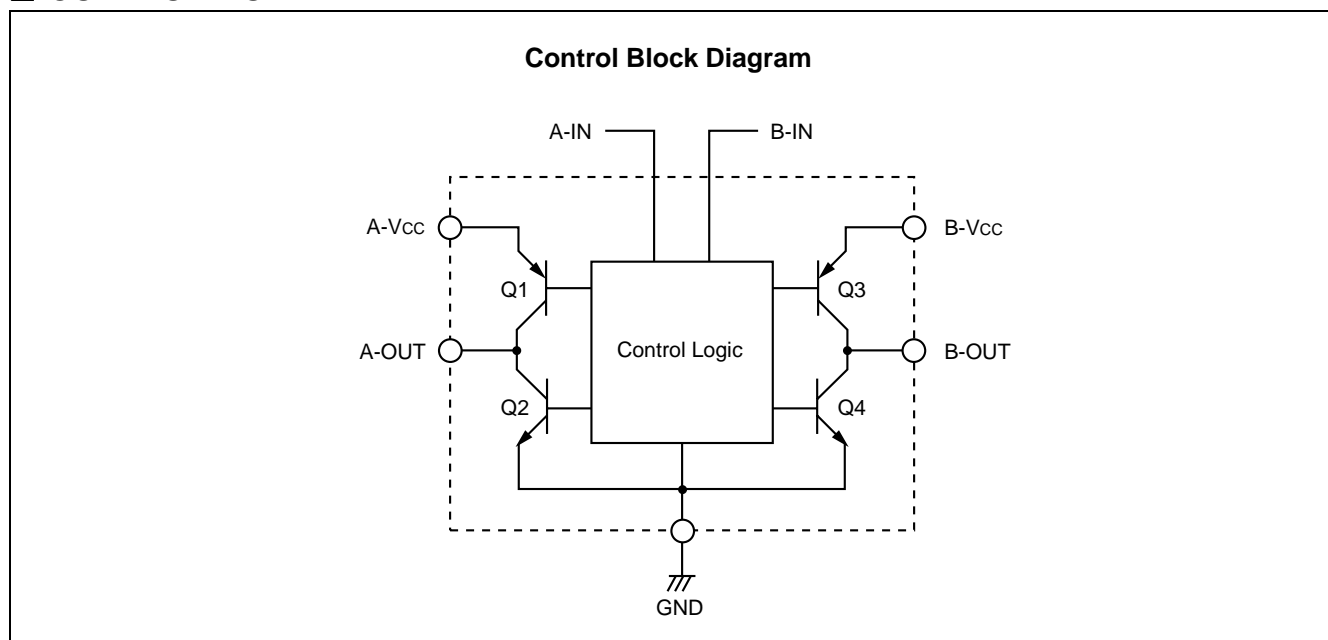 Control Block Diagram
A-IN
B-IN
A-VCC
B-VCC
Q1
Q3
A-OUT
Control Logic
B-OUT
Q2
Q4
GND